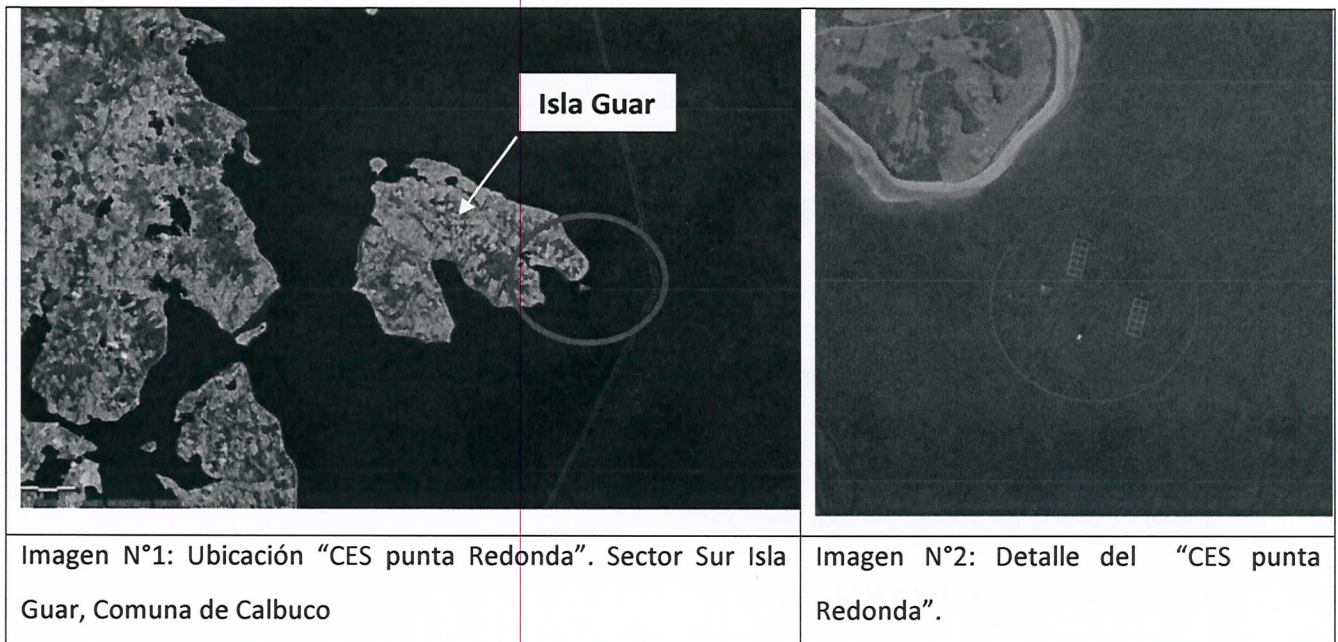 Isla Guar
Imagen N°1: Ubicación “CES punta Redonda”. Sector Sur Isla
Guar, Comuna de Calbuco
Imagen N°2: Detalle del “CES punta
Redonda”.